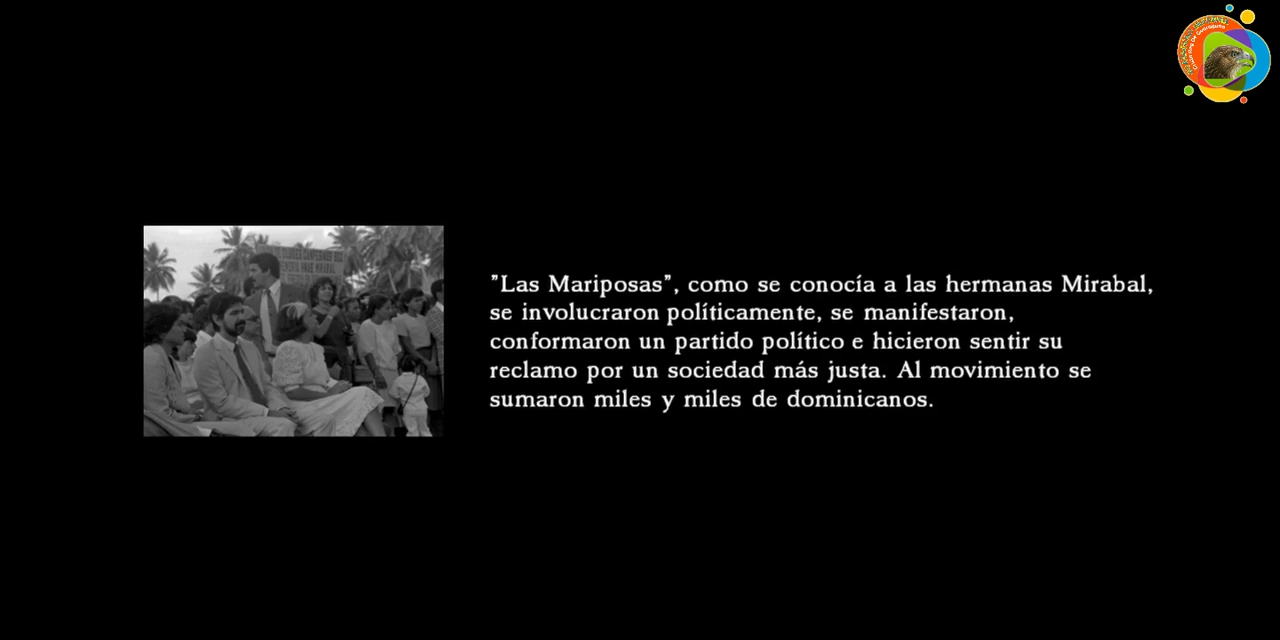 "Las Mariposas", como se conocía a las hermanas Mirabal,
se involucraron políticamente, se manifestaron,
conformaron un partido político e hicieron sentir su
reclamo por un sociedad más justa. Al movimiento se
sumaron miles y miles de dominicanos.